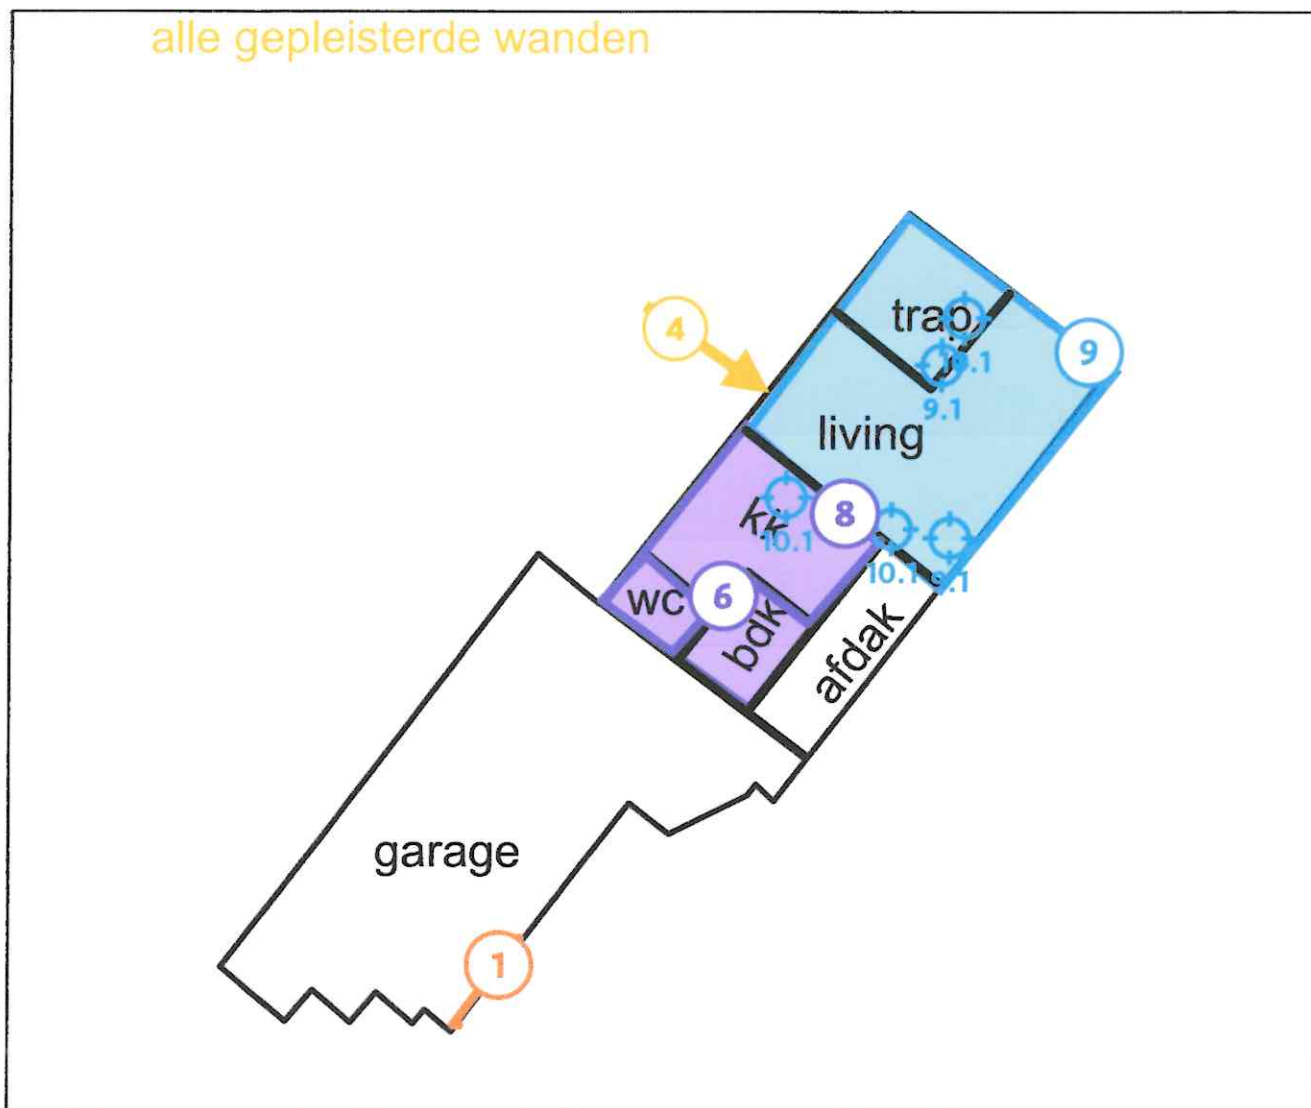 alle gepleisterde wanden
trap
4
9
10.1
9.1
living
kk
8
10.1
10.1
9.1
wc
6
bdk
afdak
garage
1